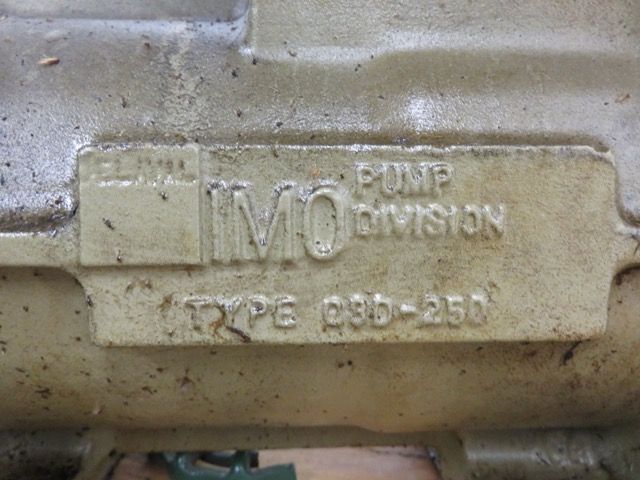 IMO PUMP
DIVISION
TYPE C3D-250